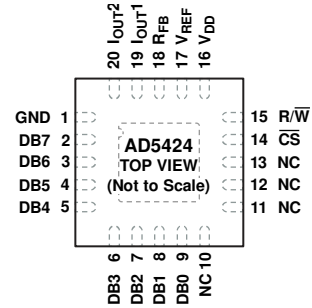 20 IOUT2
19 IOUT1
18 RFB
17 VREF
16 VDD
GND 1
DB7 2
DB6 3
DB5 4
DB4 5
AD5424
TOP VIEW
(Not to Scale)
15 R/W̅
14 C̅S̅
13 NC
12 NC
11 NC
DB3 6
DB2 7
DB1 8
DB0 9
NC 10